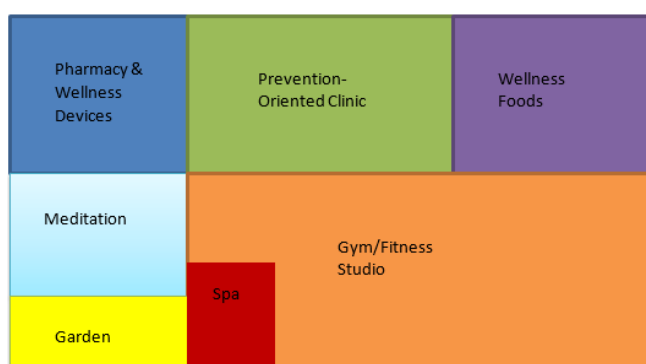 Pharmacy &
Wellness
Devices
Prevention-
Oriented Clinic
Wellness
Foods
Meditation
Gym/Fitness
Studio
Spa
Garden